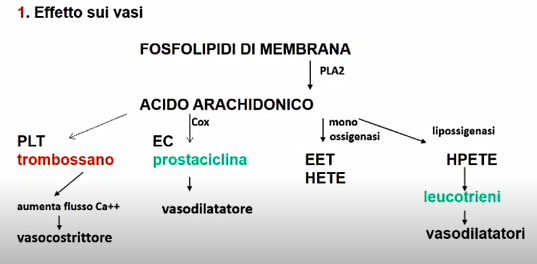 1. Effetto sui vasi
FOSFOLIPIDI DI MEMBRANA
PLA2
ACIDO ARACHIDONICO
Cox
mono
ossigenasi
lipossigenasi
PLT
trombossano
EC
prostaciclina
EET
HETE
HPETE
aumenta flusso Ca++
vasocostrittore
vasodilatatore
leucotrieni
vasodilatatori